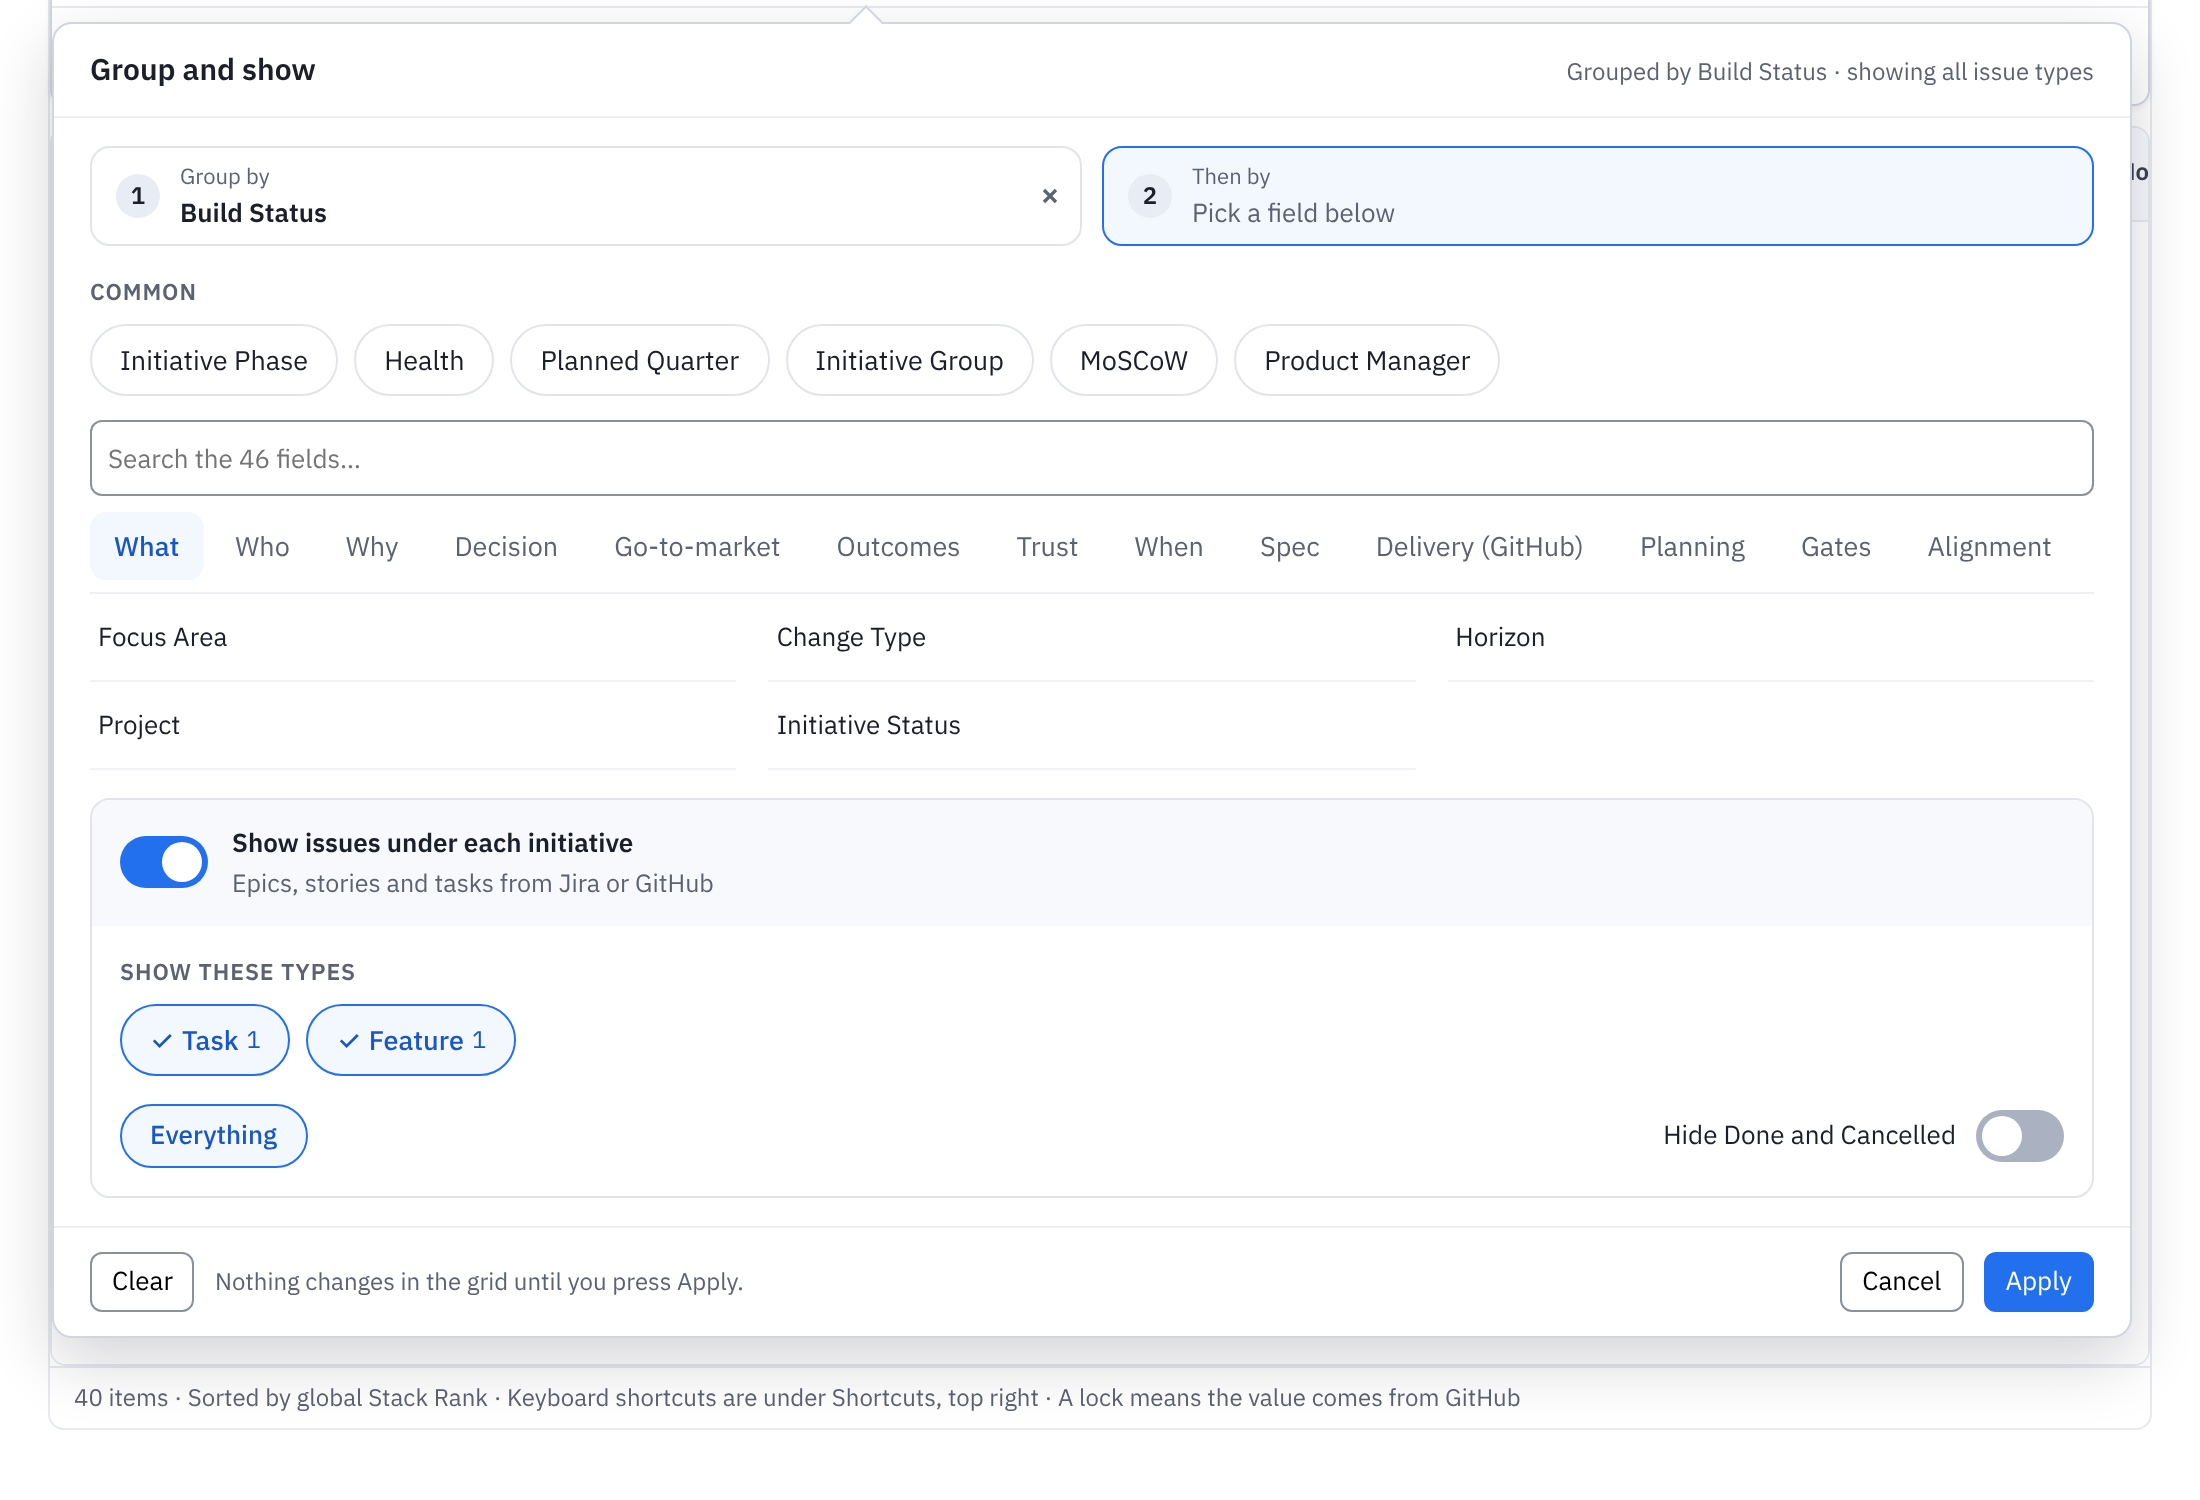 Group and show
Grouped by Build Status · showing all issue types
1
Group by
Build Status
×
2
Then by
Pick a field below
COMMON
Initiative Phase
Health
Planned Quarter
Initiative Group
MoSCoW
Product Manager
Search the 46 fields...
What
Who
Why
Decision
Go-to-market
Outcomes
Trust
When
Spec
Delivery (GitHub)
Planning
Gates
Alignment
Focus Area
Change Type
Horizon
Project
Initiative Status
Show issues under each initiative
Epics, stories and tasks from Jira or GitHub
SHOW THESE TYPES
✓ Task 1
✓ Feature 1
Everything
Hide Done and Cancelled
Clear
Nothing changes in the grid until you press Apply.
Cancel
Apply
40 items · Sorted by global Stack Rank · Keyboard shortcuts are under Shortcuts, top right · A lock means the value comes from GitHub